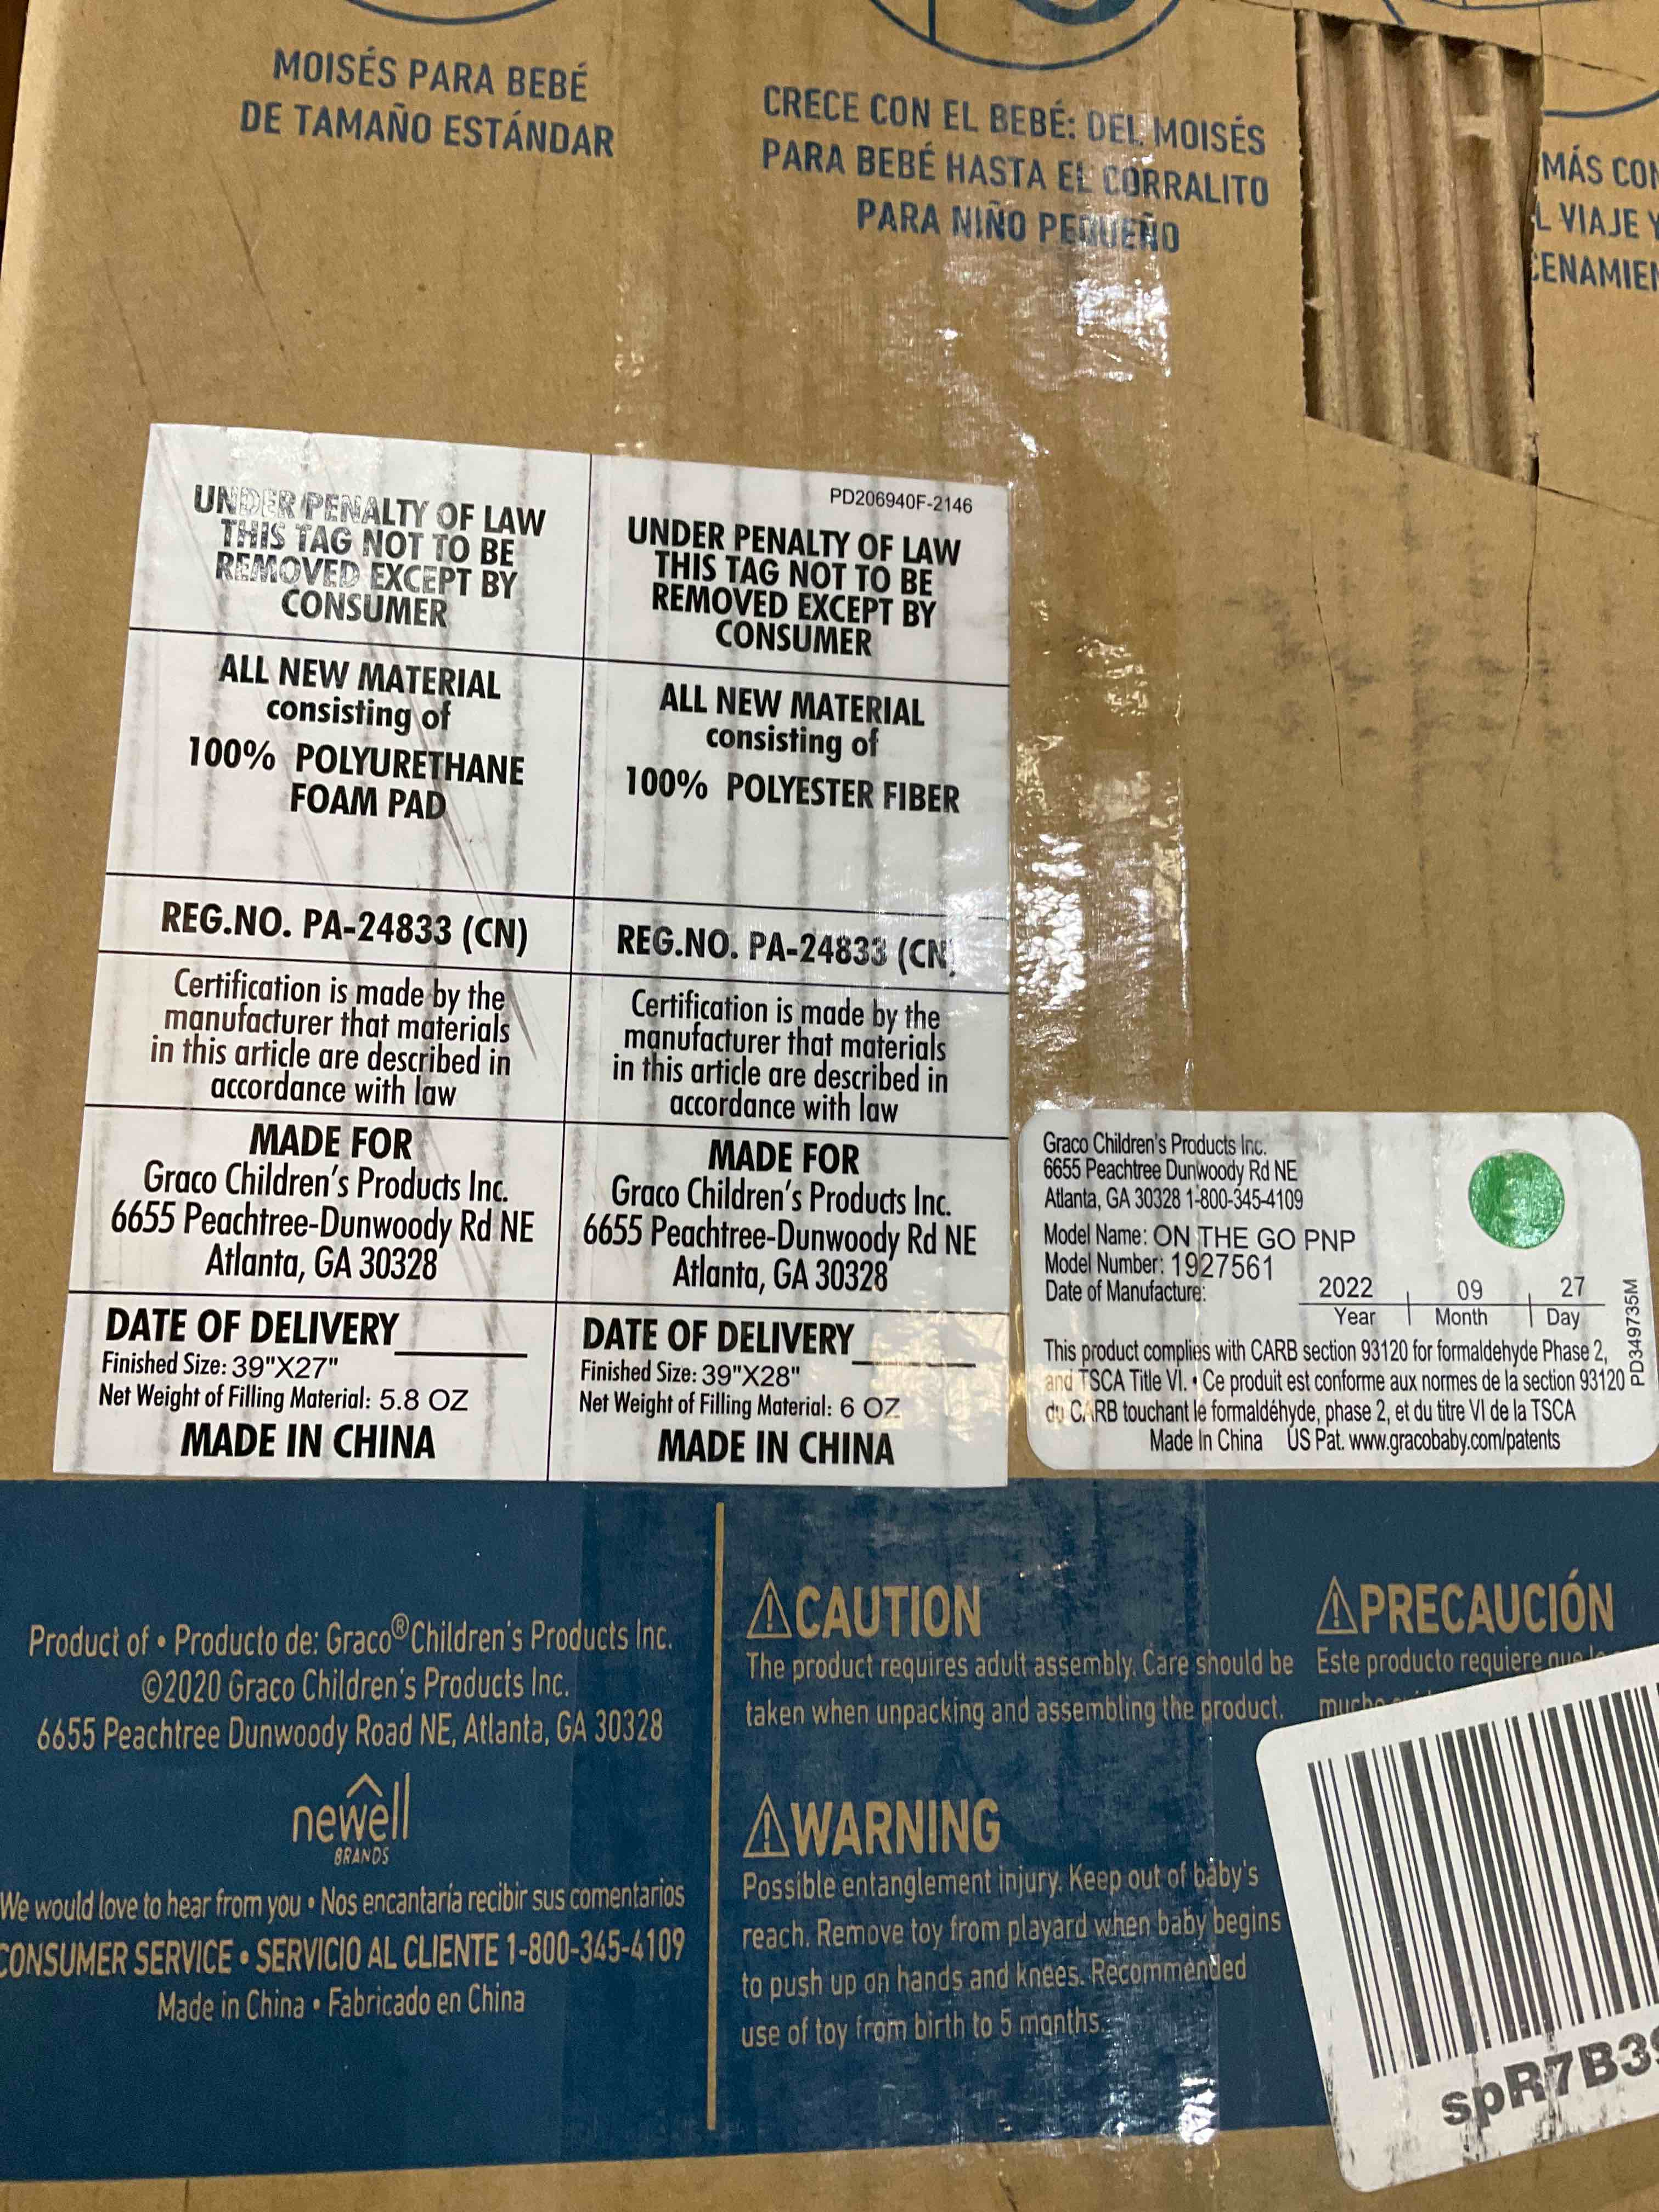 MOISÉS PARA BEBÉ
DE TAMAÑO ESTÁNDAR
CRECE CON EL BEBÉ: DEL MOISÉS
PARA BEBÉ HASTA EL CORRALITO
PARA NIÑO PEQUEÑO
MÁS
VIAJE Y
UNDER PENALTY OF LAW
THIS TAG NOT TO BE
REMOVED EXCEPT BY
CONSUMER
ALL NEW MATERIAL
consisting of
100% POLYURETHANE
FOAM PAD
REG.NO. PA-24833 (CN)
Certification is made by the
manufacturer that materials
in this article are described in
accordance with law
MADE FOR
Graco Children's Products Inc.
6655 Peachtree-Dunwoody Rd NE
Atlanta, GA 30328
DATE OF DELIVERY
Finished Size: 39"X27"
Net Weight of Filling Material: 5.8 OZ
MADE IN CHINA
PD206940F-2146
UNDER PENALTY OF LAW
THIS TAG NOT TO BE
REMOVED EXCEPT BY
CONSUMER
ALL NEW MATERIAL
consisting of
100% POLYESTER FIBER
REG.NO. PA-24833 (CN)
Certification is made by the
manufacturer that materials
in this article are described in
accordance with law
MADE FOR
Graco Children's Products Inc.
6655 Peachtree-Dunwoody Rd NE
Atlanta, GA 30328
DATE OF DELIVERY
Finished Size: 39"X28"
Net Weight of Filling Material: 6 OZ
MADE IN CHINA
Graco Children's Products Inc.
6655 Peachtree Dunwoody Rd NE
Atlanta, GA 30328 1-800-345-4109
Model Name: ON THE GO PNP
Model Number: 1927561
Date of Manufacture: 2022 09 27
Year Month Day
This product complies with CARB section 93120 for formaldehyde Phase 2,
and TSCA Title VI. • Ce produit est conforme aux normes de la section 93120
du CARB touchant le formaldéhyde, phase 2, et du titre VI de la TSCA
Made In China US Pat. www.gracobaby.com/patents
PD349735M
Product of • Producto de: Graco® Children's Products Inc.
©2020 Graco Children's Products Inc.
6655 Peachtree Dunwoody Road NE, Atlanta, GA 30328
newell
BRANDS
We would love to hear from you • Nos encantaría recibir sus comentarios
CONSUMER SERVICE • SERVICIO AL CLIENTE 1-800-345-4109
Made in China • Fabricado en China
⚠CAUTION
The product requires adult assembly. Care should be
taken when unpacking and assembling the product.
⚠WARNING
Possible entanglement injury. Keep out of baby's
reach. Remove toy from playard when baby begins
to push up on hands and knees. Recommended
use of toy from birth to 5 months.
⚠PRECAUCIÓN
Este producto requiere que
mucho
spR7B39